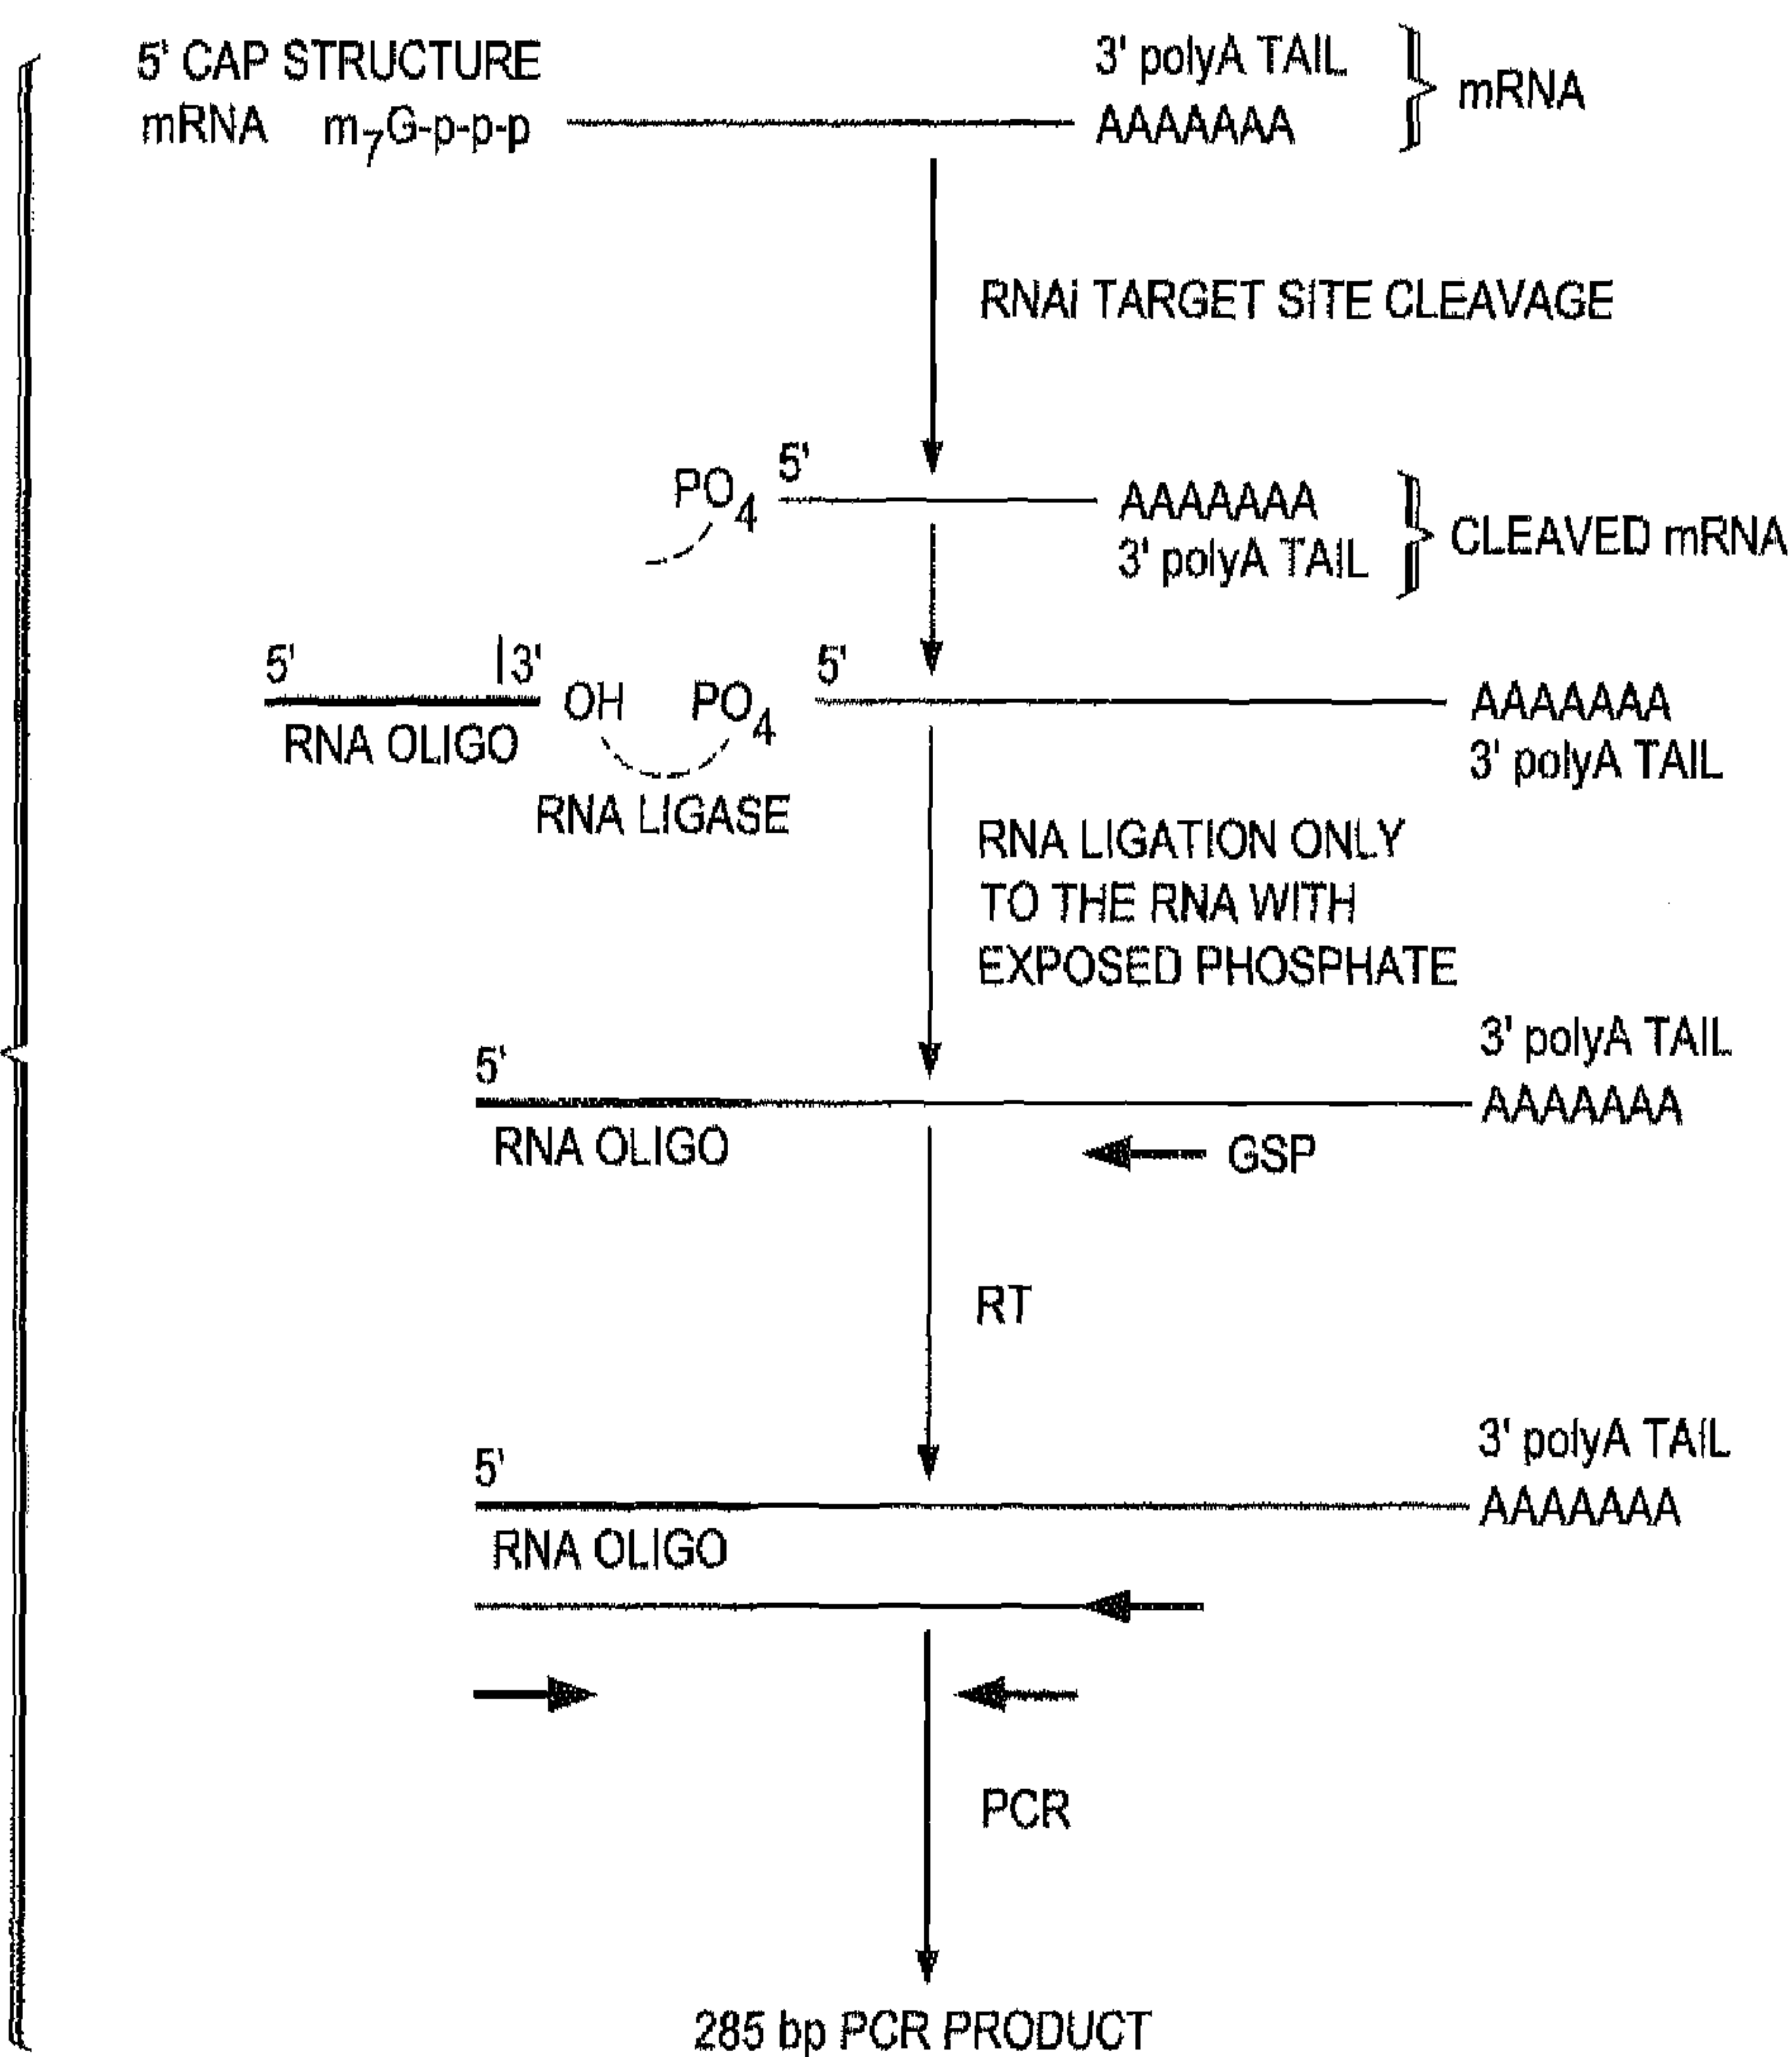 5' CAP STRUCTURE
3' polyA TAIL
mRNA m7G-p-p-p
AAAAAAA
mRNA
RNAi TARGET SITE CLEAVAGE
PO4 5'
AAAAAAA
3' polyA TAIL
CLEAVED mRNA
5' 3' OH PO4 5'
RNA OLIGO
AAAAAAA
3' polyA TAIL
RNA LIGASE
RNA LIGATION ONLY
TO THE RNA WITH
EXPOSED PHOSPHATE
3' polyA TAIL
5'
AAAAAAA
RNA OLIGO
GSP
RT
3' polyA TAIL
5'
AAAAAAA
RNA OLIGO
PCR
285 bp PCR PRODUCT